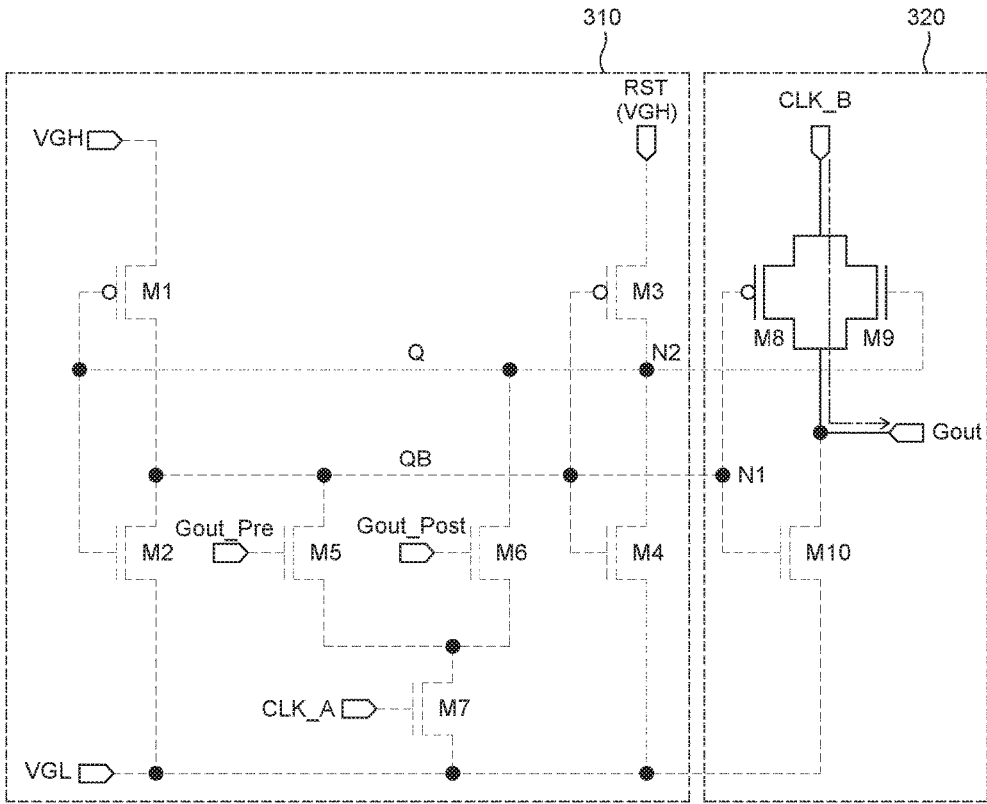 310
320
RST
(VGH)
CLK_B
VGH
M1
M3
M8
M9
Q
N2
Gout
QB
N1
Gout_Pre
Gout_Post
M2
M5
M6
M4
M10
CLK_A
M7
VGL